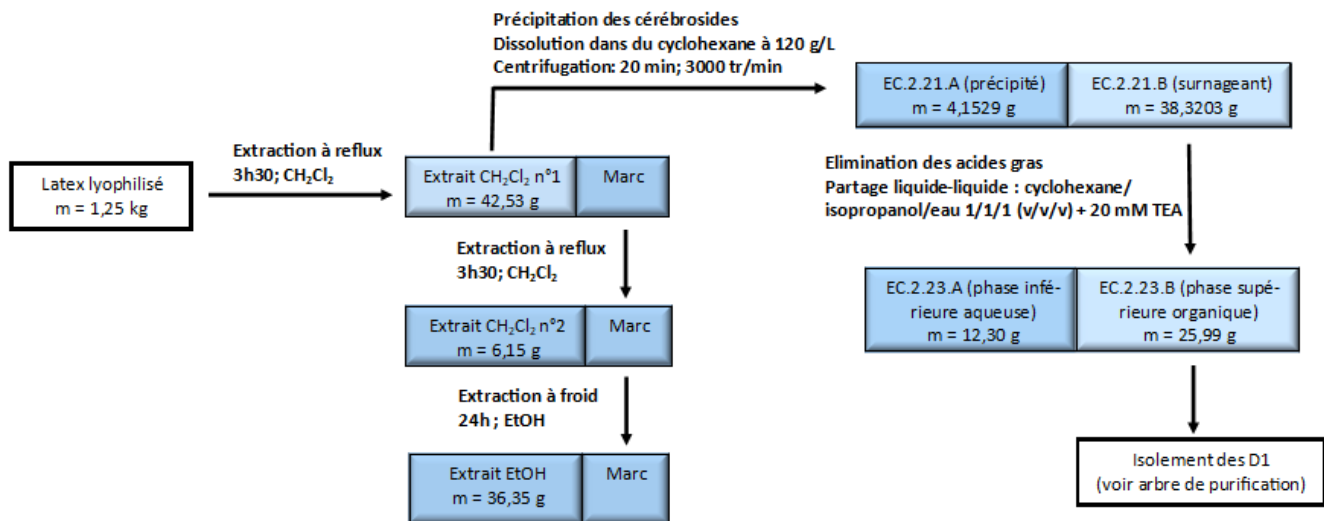 Précipitation des cérébrosides
Dissolution dans du cyclohexane à 120 g/L
Centrifugation: 20 min; 3000 tr/min
EC.2.21.A (précipité)
m = 4,1529 g
EC.2.21.B (surnageant)
m = 38,3203 g
Extraction à reflux
3h30; CH₂Cl₂
Latex lyophilisé
m = 1,25 kg
Extrait CH₂Cl₂ n°1
m = 42,53 g
Marc
Elimination des acides gras
Partage liquide-liquide : cyclohexane/
isopropanol/eau 1/1/1 (v/v/v) + 20 mM TEA
Extraction à reflux
3h30; CH₂Cl₂
EC.2.23.A (phase infé-
rieure aqueuse)
m = 12,30 g
EC.2.23.B (phase supé-
rieure organique)
m = 25,99 g
Extrait CH₂Cl₂ n°2
m = 6,15 g
Marc
Extraction à froid
24h ; EtOH
Extrait EtOH
m = 36,35 g
Marc
Isolement des D1
(voir arbre de purification)